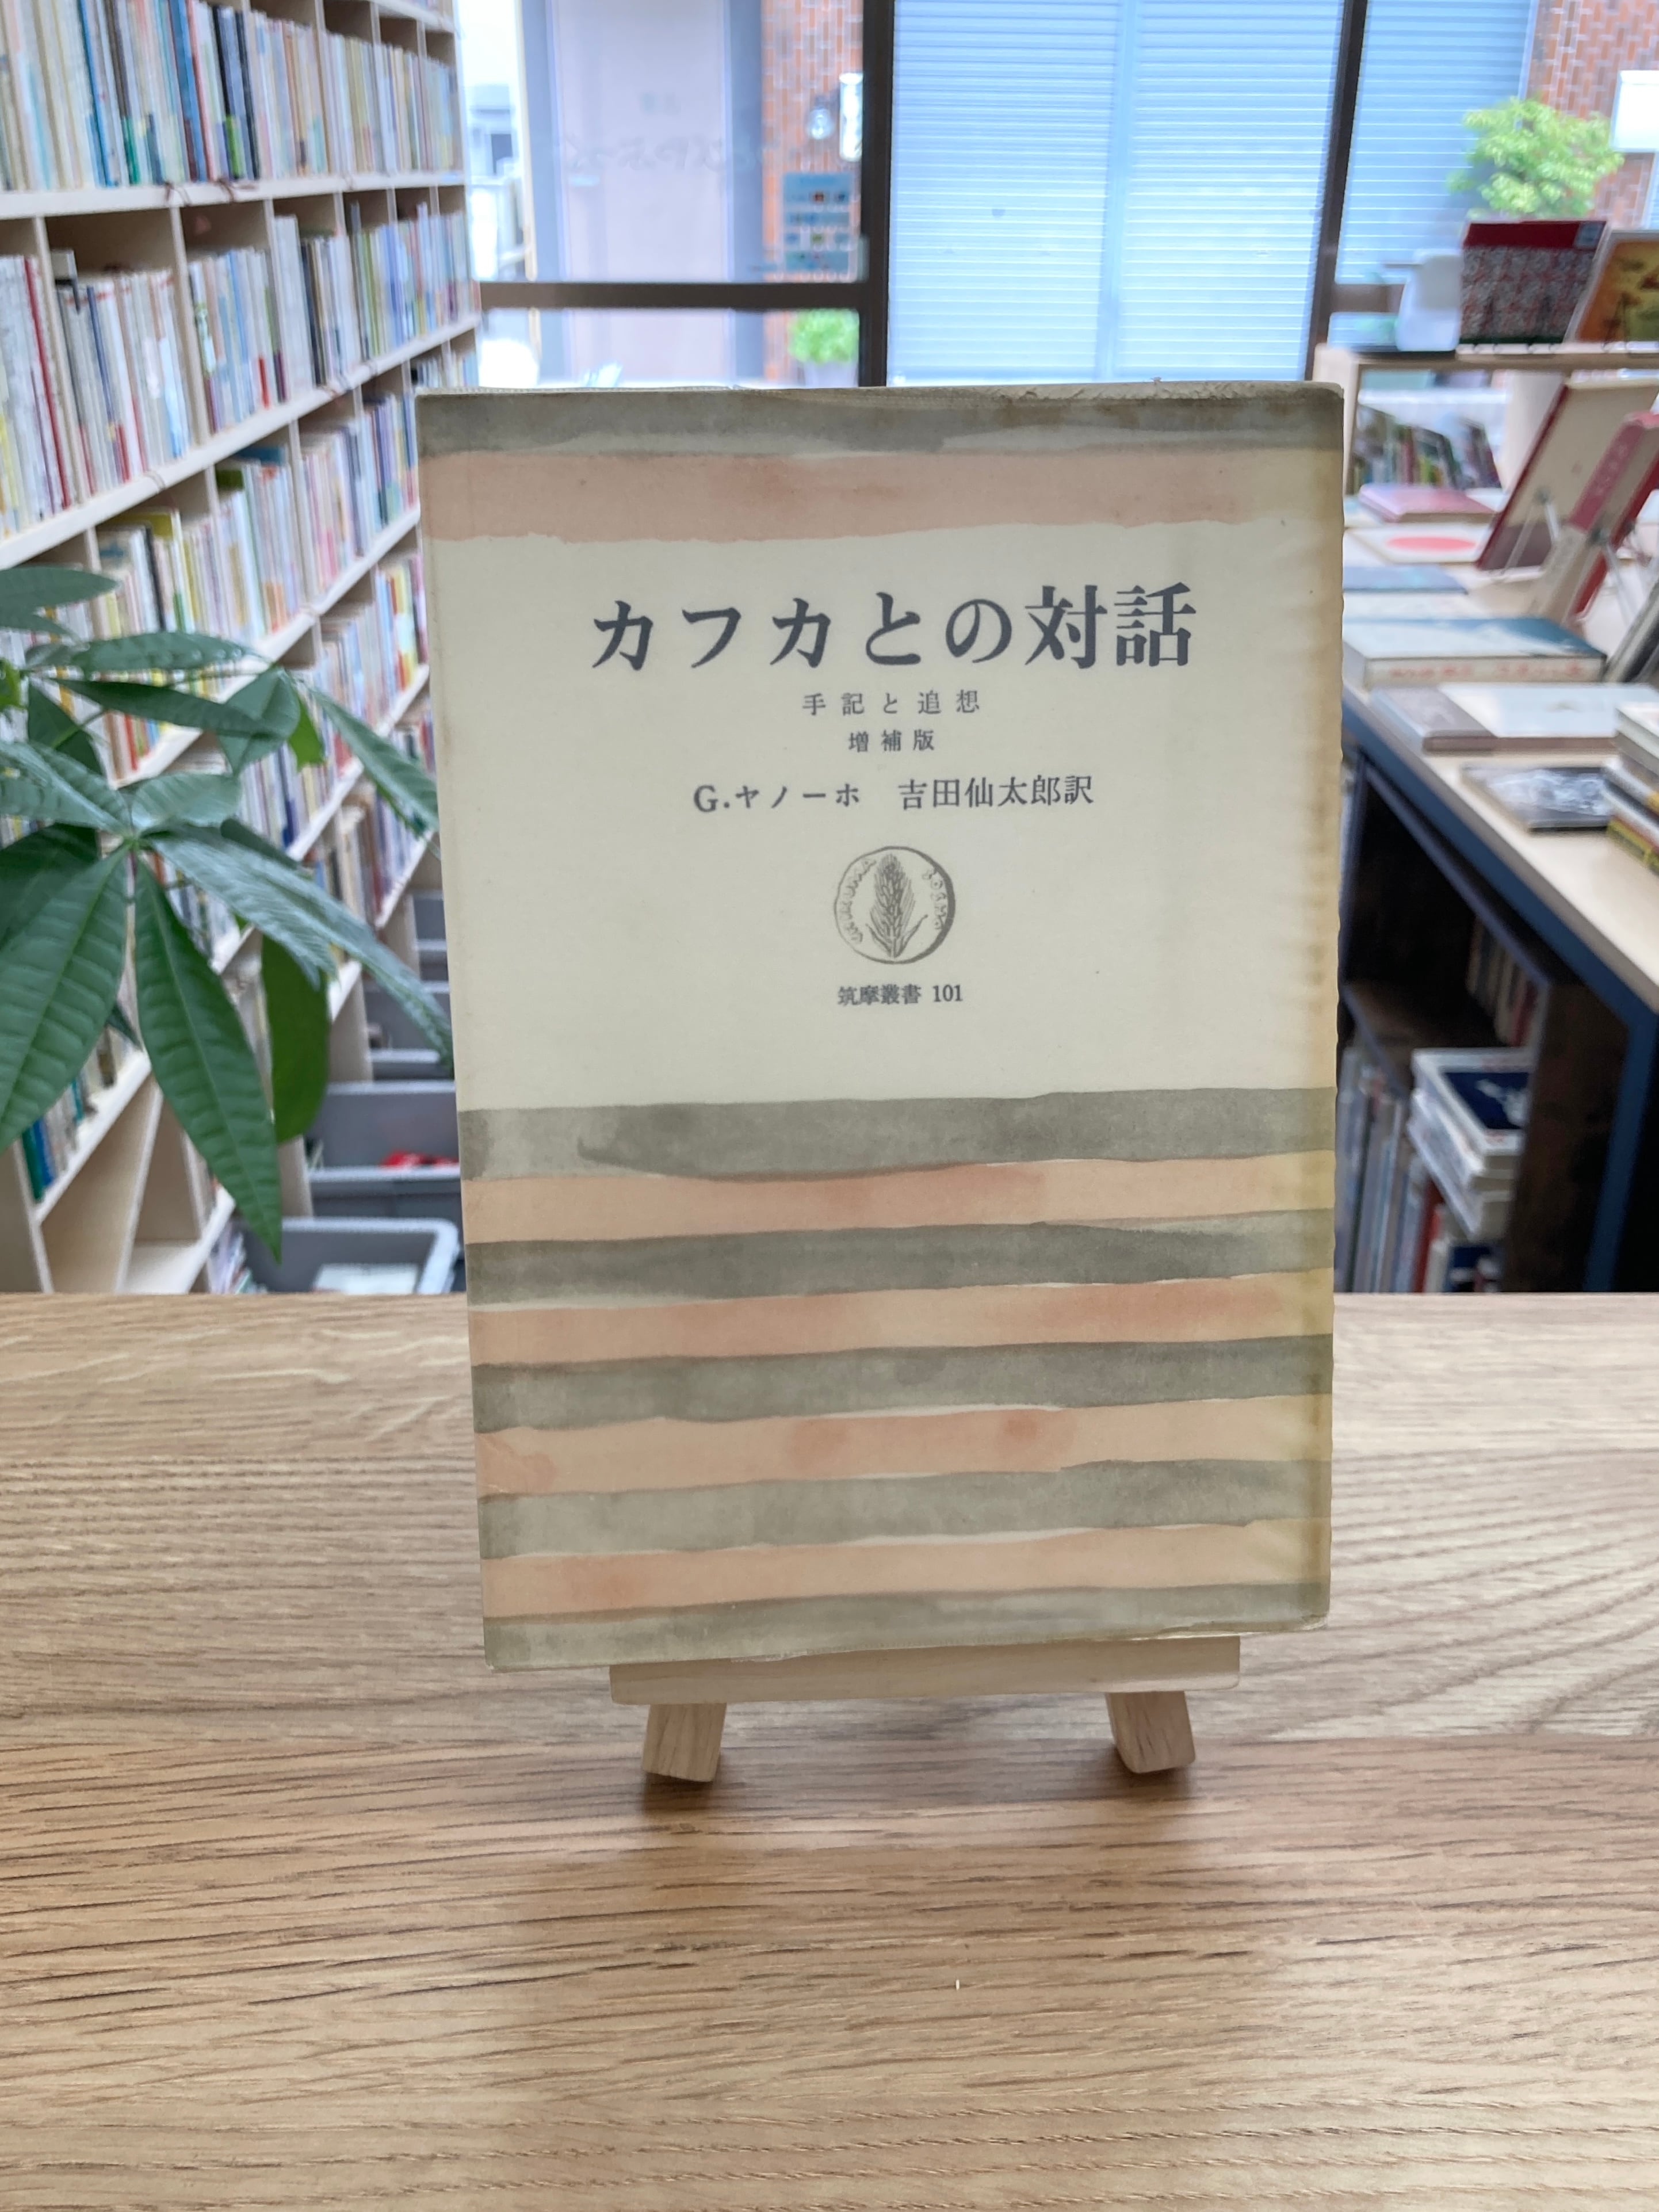 カフカとの対話
手記と追想
増補版
G.ヤノーホ 吉田仙太郎訳
筑摩叢書 101